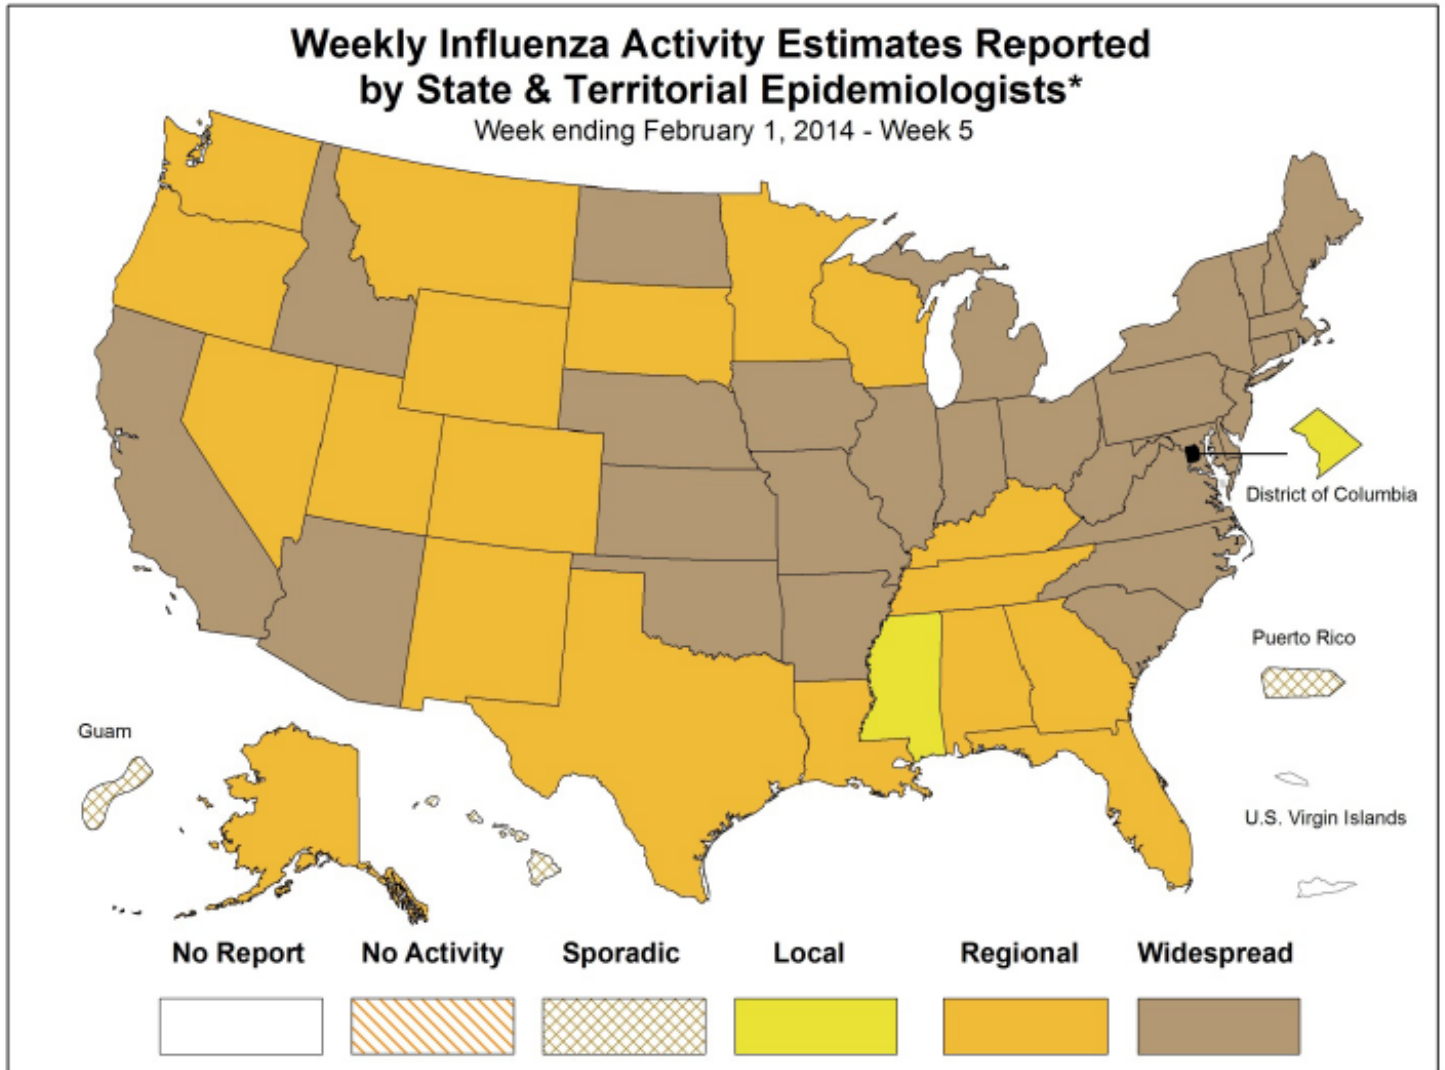 Weekly Influenza Activity Estimates Reported
by State & Territorial Epidemiologists*
Week ending February 1, 2014 - Week 5
District of Columbia
Puerto Rico
Guam
U.S. Virgin Islands
No Report
No Activity
Sporadic
Local
Regional
Widespread